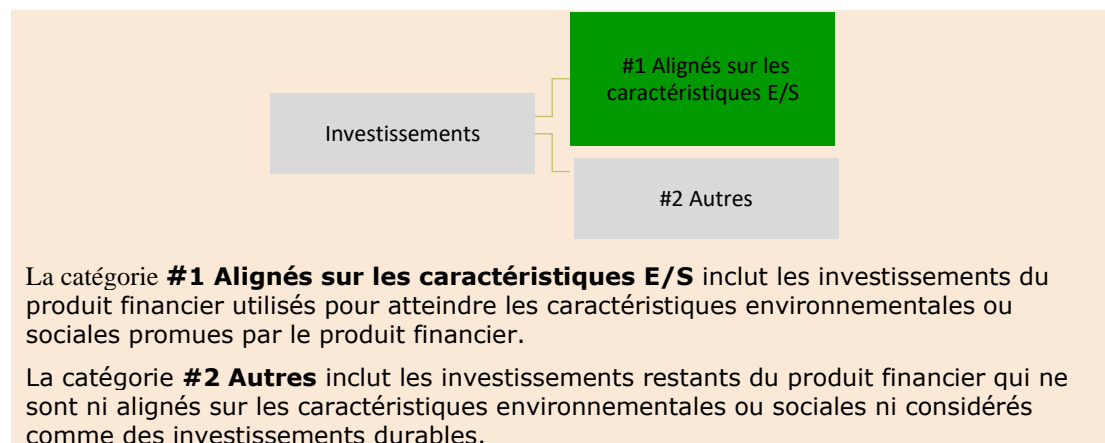 #1 Alignés sur les
caractéristiques E/S
Investissements
#2 Autres
La catégorie #1 Alignés sur les caractéristiques E/S inclut les investissements du
produit financier utilisés pour atteindre les caractéristiques environnementales ou
sociales promues par le produit financier.
La catégorie #2 Autres inclut les investissements restants du produit financier qui ne
sont ni alignés sur les caractéristiques environnementales ou sociales ni considérés
comme des investissements durables.